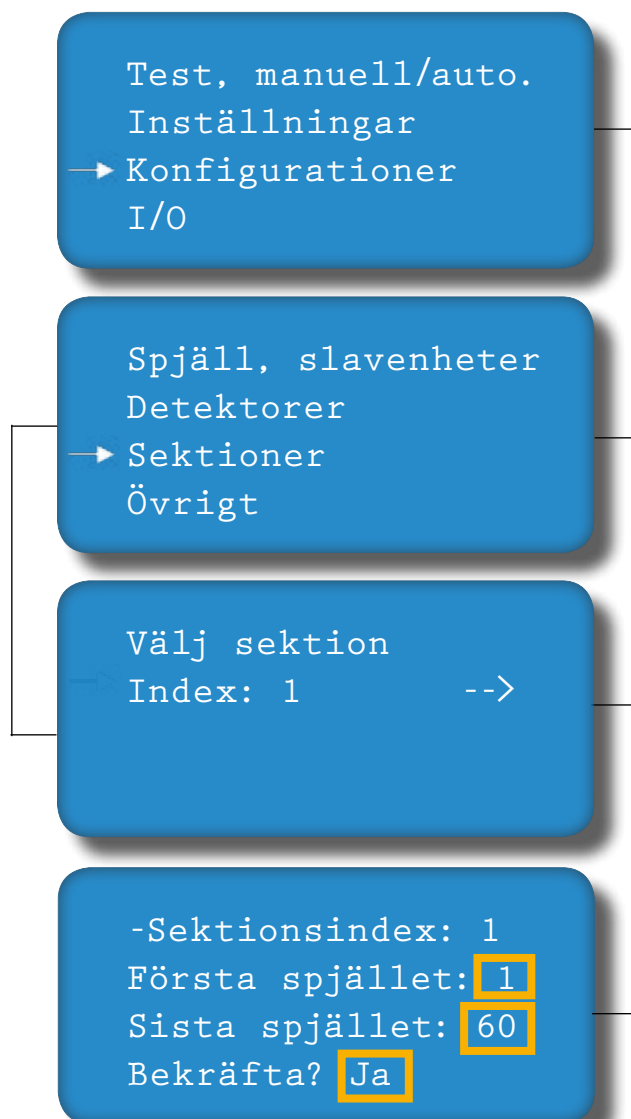 Test, manuell/auto.
Inställningar
Konfigurationer
I/O
Spjäll, slavenheter
Detektorer
Sektioner
Övrigt
Välj sektion
Index: 1 -->
-Sektionsindex: 1
Första spjället: 1
Sista spjället: 60
Bekräfta? Ja